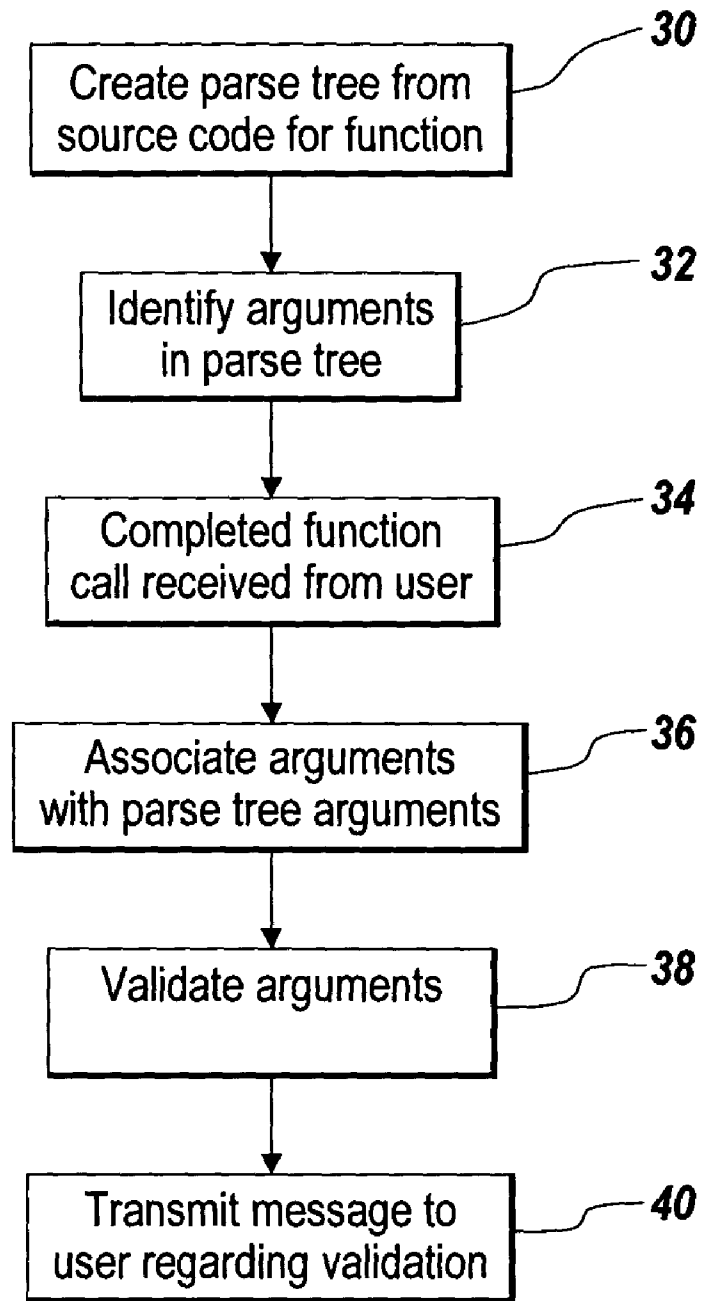 30
Create parse tree from
source code for function
32
Identify arguments
in parse tree
34
Completed function
call received from user
36
Associate arguments
with parse tree arguments
38
Validate arguments
40
Transmit message to
user regarding validation